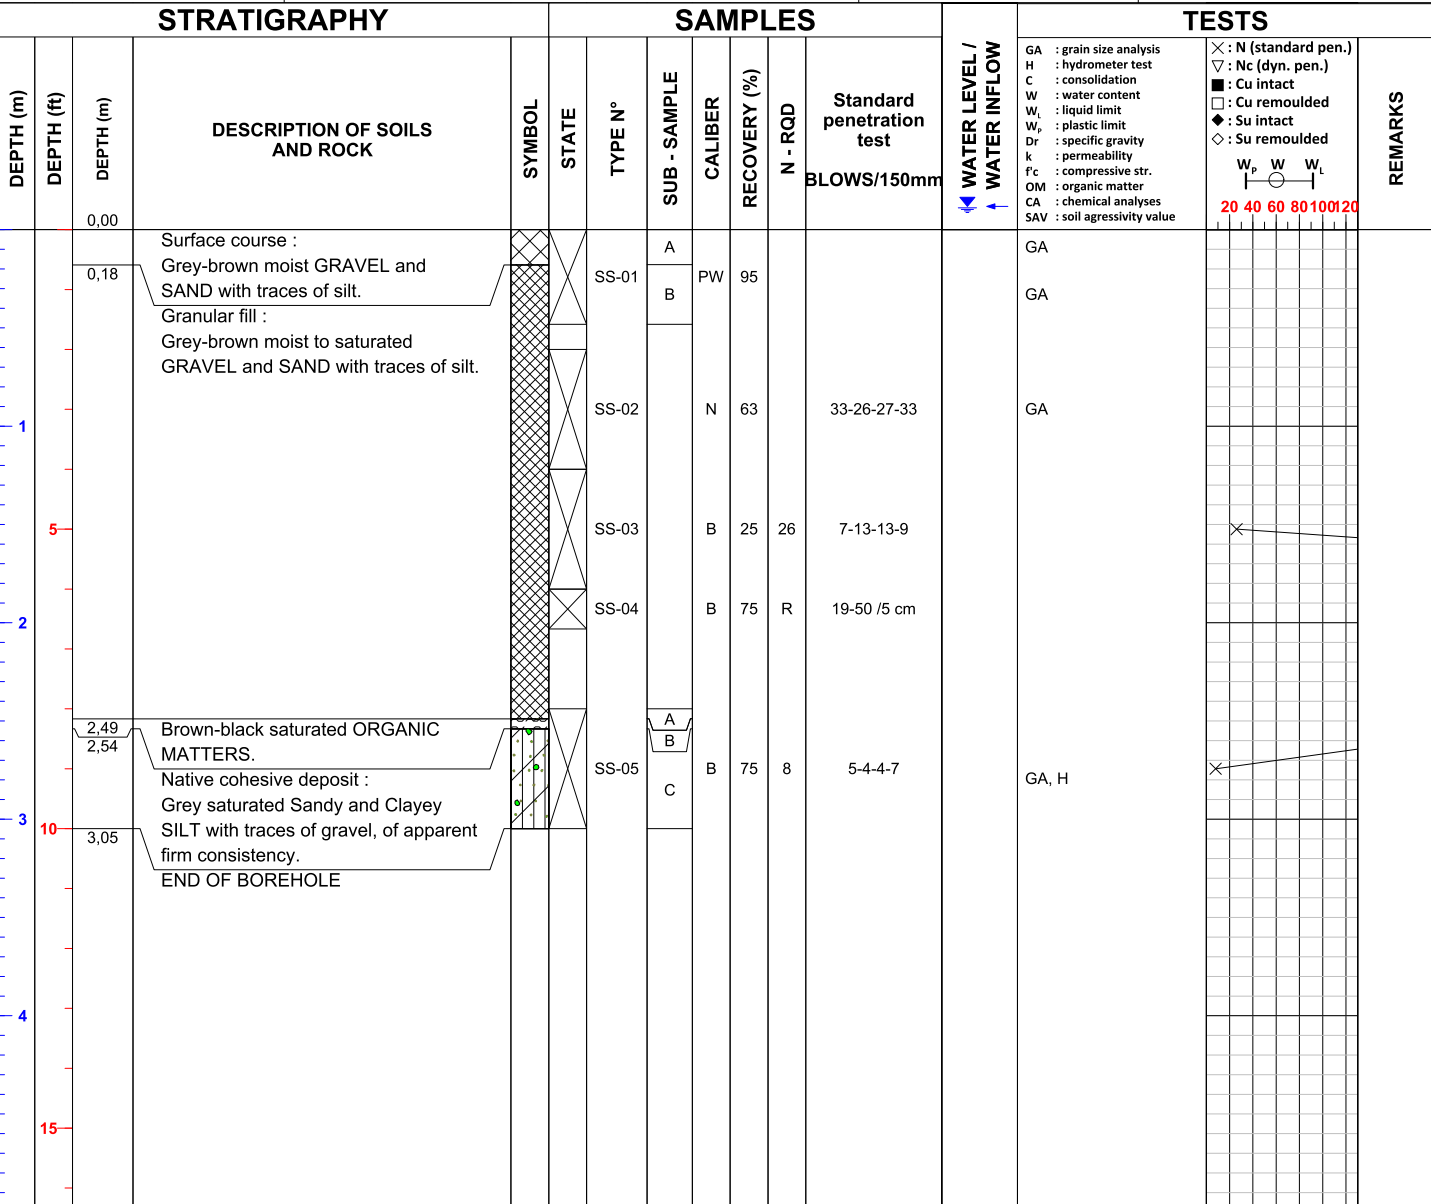 STRATIGRAPHY
SAMPLES
TESTS
DEPTH (m)
DEPTH (ft)
DEPTH (m)
0,00
DESCRIPTION OF SOILS
AND ROCK
SYMBOL
STATE
TYPE N°
SUB - SAMPLE
CALIBER
RECOVERY (%)
N - RQD
Standard
penetration
test
BLOWS/150mm
WATER LEVEL /
WATER INFLOW
GA : grain size analysis
H : hydrometer test
C : consolidation
W : water content
WL : liquid limit
WP : plastic limit
Dr : specific gravity
k : permeability
f'c : compressive str.
OM : organic matter
CA : chemical analyses
SAV : soil agressivity value
: N (standard pen.)
: Nc (dyn. pen.)
: Cu intact
: Cu remoulded
: Su intact
: Su remoulded
WP W WL
20 40 60 80 100 120
REMARKS
Surface course :
Grey-brown moist GRAVEL and
SAND with traces of silt.
0,18
Granular fill :
Grey-brown moist to saturated
GRAVEL and SAND with traces of silt.
A
GA
SS-01 PW 95
B
GA
SS-02 N 63 33-26-27-33 GA
1
5
SS-03 B 25 26 7-13-13-9
SS-04 B 75 R 19-50 /5 cm
2
2,49
2,54
Brown-black saturated ORGANIC
MATTERS.
A
B
Native cohesive deposit :
Grey saturated Sandy and Clayey
SILT with traces of gravel, of apparent
firm consistency.
SS-05 B 75 8 5-4-4-7
C
GA, H
3
10
3,05
END OF BOREHOLE
4
15